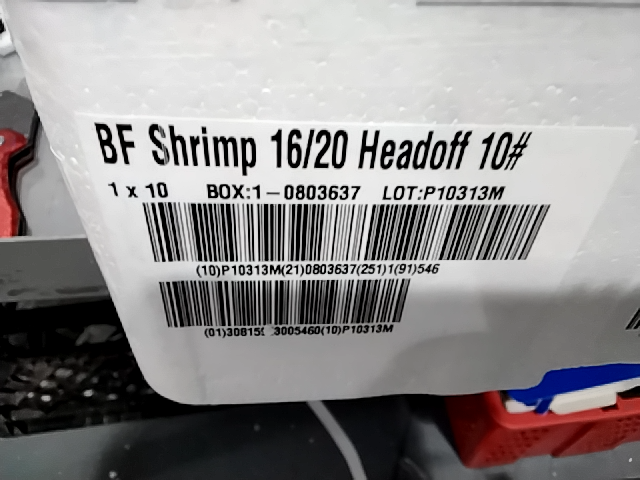 BF Shrimp 16/20 Headoff 10#
1 x 10 BOX:1-0803637 LOT:P10313M
(10)P10313M(21)0803637(251)1(91)546